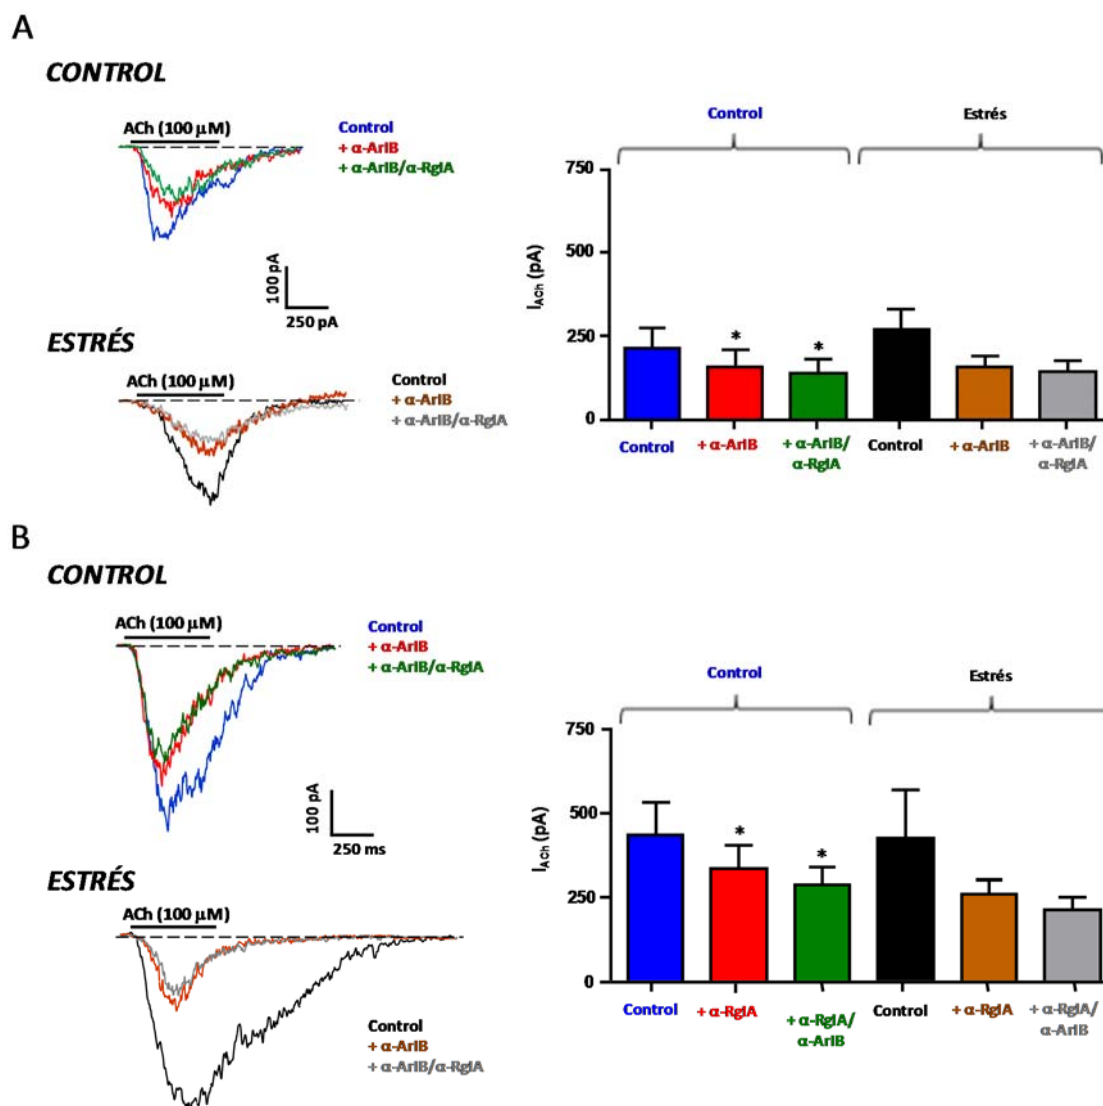 A
CONTROL
ACh (100 µM)
Control
+ α-ArIB
+ α-ArIB/α-RgIA
100 pA
250 pA
ESTRÉS
ACh (100 µM)
Control
+ α-ArIB
+ α-ArIB/α-RgIA
Control
Estrés
750
500
250
0
I_ACh (pA)
*
*
Control
+ α-ArIB
+ α-ArIB/
α-RgIA
Control
+ α-ArIB
+ α-ArIB/
α-RgIA
B
CONTROL
ACh (100 µM)
Control
+ α-ArIB
+ α-ArIB/α-RgIA
100 pA
250 ms
ESTRÉS
ACh (100 µM)
Control
+ α-ArIB
+ α-ArIB/α-RgIA
Control
Estrés
750
500
250
0
I_ACh (pA)
*
*
Control
+ α-RgIA
+ α-RgIA/
α-ArIB
Control
+ α-RgIA
+ α-RgIA/
α-ArIB